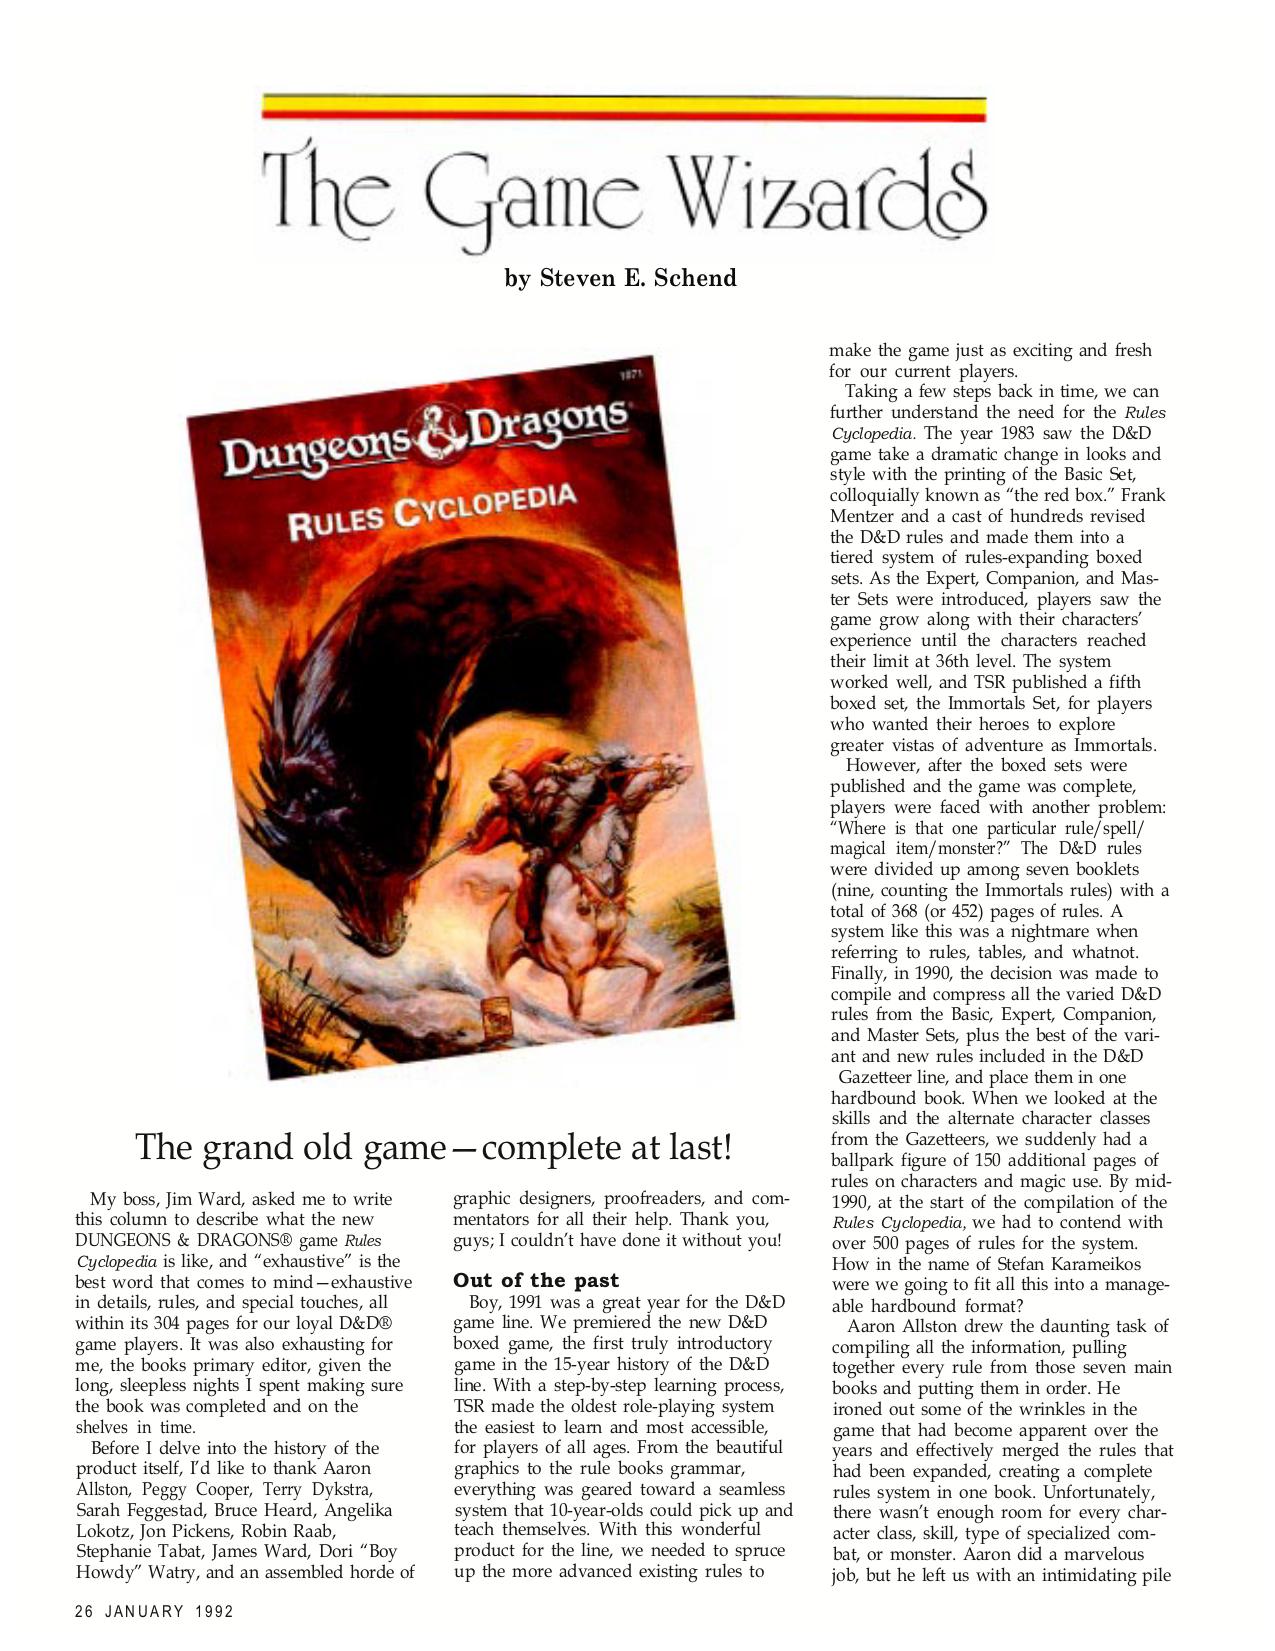 The Game Wizards
by Steven E. Schend
1071
Dungeons & Dragons®
RULES CYCLOPEDIA
The grand old game—complete at last!
My boss, Jim Ward, asked me to write
this column to describe what the new
DUNGEONS & DRAGONS® game Rules
Cyclopedia is like, and “exhaustive” is the
best word that comes to mind—exhaustive
in details, rules, and special touches, all
within its 304 pages for our loyal D&D®
game players. It was also exhausting for
me, the books primary editor, given the
long, sleepless nights I spent making sure
the book was completed and on the
shelves in time.
Before I delve into the history of the
product itself, I’d like to thank Aaron
Allston, Peggy Cooper, Terry Dykstra,
Sarah Feggestad, Bruce Heard, Angelika
Lokotz, Jon Pickens, Robin Raab,
Stephanie Tabat, James Ward, Dori “Boy
Howdy” Watry, and an assembled horde of
graphic designers, proofreaders, and com-
mentators for all their help. Thank you,
guys; I couldn’t have done it without you!
Out of the past
Boy, 1991 was a great year for the D&D
game line. We premiered the new D&D
boxed game, the first truly introductory
game in the 15-year history of the D&D
line. With a step-by-step learning process,
TSR made the oldest role-playing system
the easiest to learn and most accessible,
for players of all ages. From the beautiful
graphics to the rule books grammar,
everything was geared toward a seamless
system that 10-year-olds could pick up and
teach themselves. With this wonderful
product for the line, we needed to spruce
up the more advanced existing rules to
make the game just as exciting and fresh
for our current players.
Taking a few steps back in time, we can
further understand the need for the Rules
Cyclopedia. The year 1983 saw the D&D
game take a dramatic change in looks and
style with the printing of the Basic Set,
colloquially known as “the red box.” Frank
Mentzer and a cast of hundreds revised
the D&D rules and made them into a
tiered system of rules-expanding boxed
sets. As the Expert, Companion, and Mas-
ter Sets were introduced, players saw the
game grow along with their characters’
experience until the characters reached
their limit at 36th level. The system
worked well, and TSR published a fifth
boxed set, the Immortals Set, for players
who wanted their heroes to explore
greater vistas of adventure as Immortals.
However, after the boxed sets were
published and the game was complete,
players were faced with another problem:
“Where is that one particular rule/spell/
magical item/monster?” The D&D rules
were divided up among seven booklets
(nine, counting the Immortals rules) with a
total of 368 (or 452) pages of rules. A
system like this was a nightmare when
referring to rules, tables, and whatnot.
Finally, in 1990, the decision was made to
compile and compress all the varied D&D
rules from the Basic, Expert, Companion,
and Master Sets, plus the best of the vari-
ant and new rules included in the D&D
Gazetteer line, and place them in one
hardbound book. When we looked at the
skills and the alternate character classes
from the Gazetteers, we suddenly had a
ballpark figure of 150 additional pages of
rules on characters and magic use. By mid-
1990, at the start of the compilation of the
Rules Cyclopedia, we had to contend with
over 500 pages of rules for the system.
How in the name of Stefan Karameikos
were we going to fit all this into a manage-
able hardbound format?
Aaron Allston drew the daunting task of
compiling all the information, pulling
together every rule from those seven main
books and putting them in order. He
ironed out some of the wrinkles in the
game that had become apparent over the
years and effectively merged the rules that
had been expanded, creating a complete
rules system in one book. Unfortunately,
there wasn’t enough room for every char-
acter class, skill, type of specialized com-
bat, or monster. Aaron did a marvelous
job, but he left us with an intimidating pile
26 JANUARY 1992